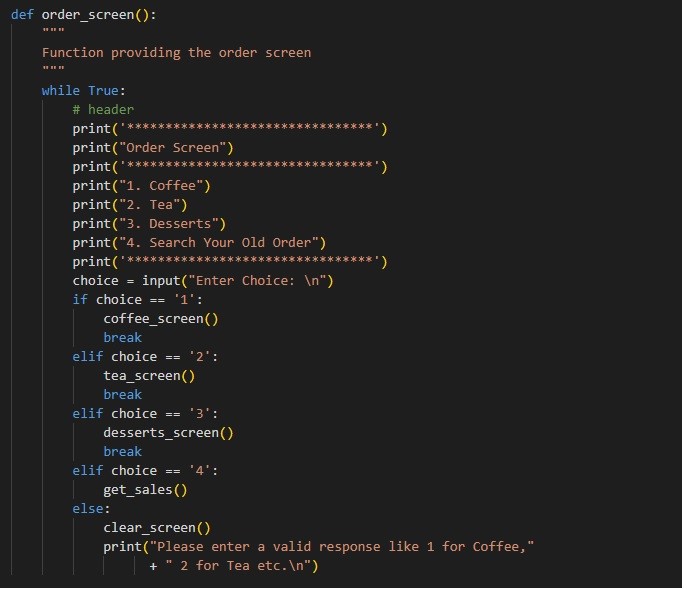 def order_screen():
"""
Function providing the order screen
"""
while True:
# header
print('********************************')
print("Order Screen")
print('********************************')
print("1. Coffee")
print("2. Tea")
print("3. Desserts")
print("4. Search Your Old Order")
print('********************************')
choice = input("Enter Choice: \n")
if choice == '1':
coffee_screen()
break
elif choice == '2':
tea_screen()
break
elif choice == '3':
desserts_screen()
break
elif choice == '4':
get_sales()
else:
clear_screen()
print("Please enter a valid response like 1 for Coffee,"
+ " 2 for Tea etc.\n")